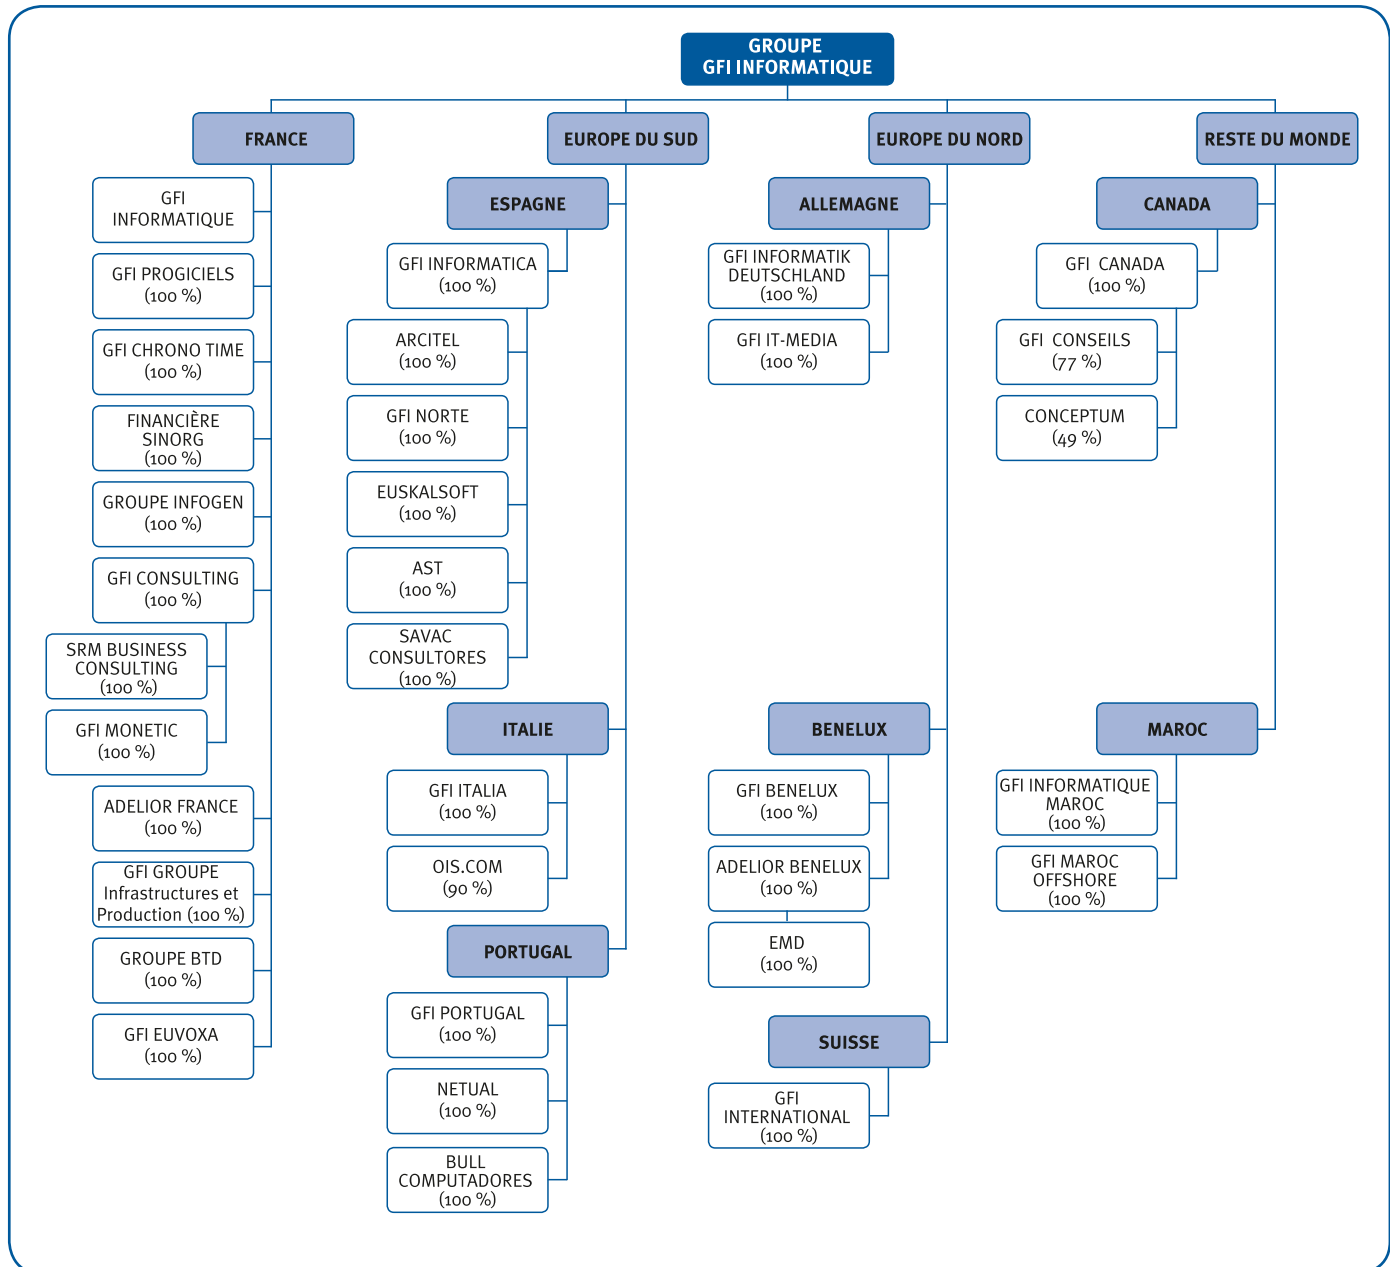 GROUPE
GFI INFORMATIQUE
FRANCE
GFI
INFORMATIQUE
GFI PROGICIELS
(100 %)
GFI CHRONO TIME
(100 %)
FINANCIÈRE
SINORG
(100 %)
GROUPE INFOGEN
(100 %)
GFI CONSULTING
(100 %)
SRM BUSINESS
CONSULTING
(100 %)
GFI MONETIC
(100 %)
ADELIOR FRANCE
(100 %)
GFI GROUPE
Infrastructures et
Production (100 %)
GROUPE BTD
(100 %)
GFI EUVOXA
(100 %)
EUROPE DU SUD
ESPAGNE
GFI INFORMATICA
(100 %)
ARCITEL
(100 %)
GFI NORTE
(100 %)
EUSKALSOFT
(100 %)
AST
(100 %)
SAVAC
CONSULTORES
(100 %)
ITALIE
GFI ITALIA
(100 %)
OIS.COM
(90 %)
PORTUGAL
GFI PORTUGAL
(100 %)
NETUAL
(100 %)
BULL
COMPUTADORES
(100 %)
EUROPE DU NORD
ALLEMAGNE
GFI INFORMATIK
DEUTSCHLAND
(100 %)
GFI IT-MEDIA
(100 %)
BENELUX
GFI BENELUX
(100 %)
ADELIOR BENELUX
(100 %)
EMD
(100 %)
SUISSE
GFI
INTERNATIONAL
(100 %)
RESTE DU MONDE
CANADA
GFI CANADA
(100 %)
GFI CONSEILS
(77 %)
CONCEPTUM
(49 %)
MAROC
GFI INFORMATIQUE
MAROC
(100 %)
GFI MAROC
OFFSHORE
(100 %)